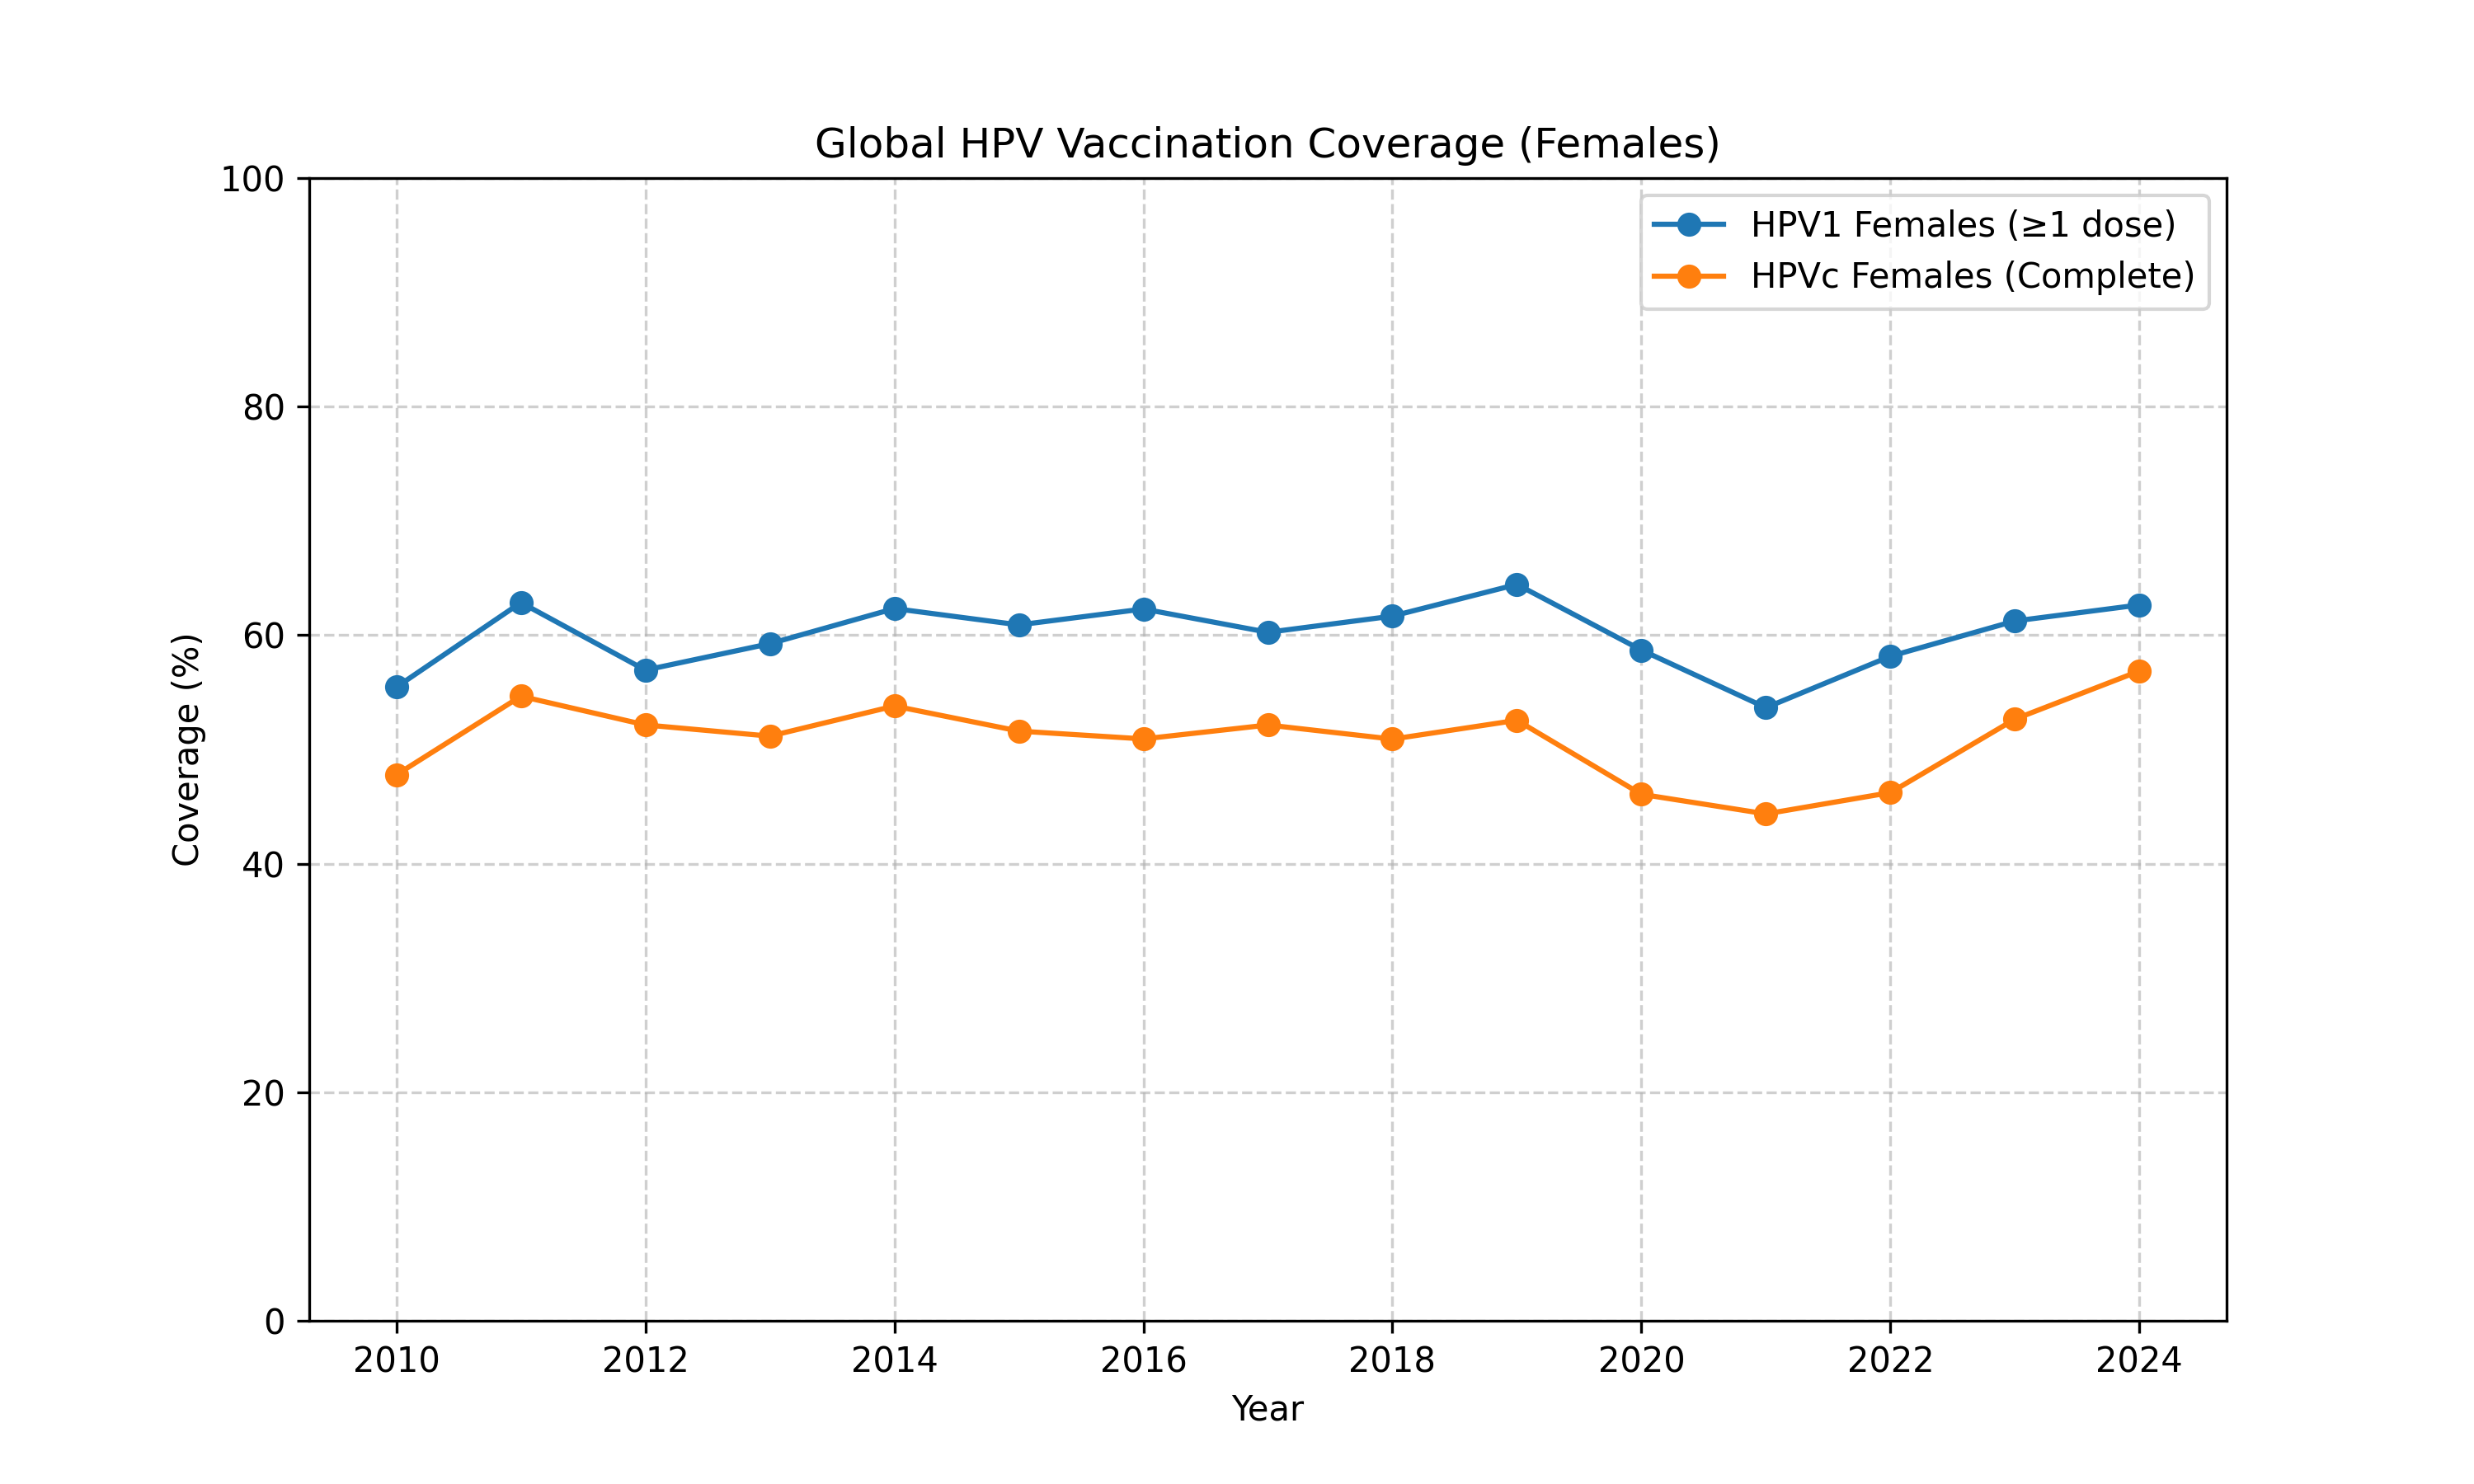 Global HPV Vaccination Coverage (Females)
HPV1 Females (≥1 dose)
HPVc Females (Complete)
Coverage (%)
100
80
60
40
20
0
2010 2012 2014 2016 2018 2020 2022 2024
Year